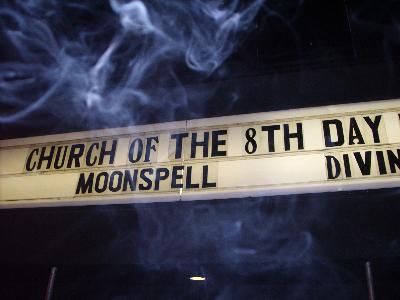 CHURCH OF THE 8TH DAY
MOONSPELL DIVIN